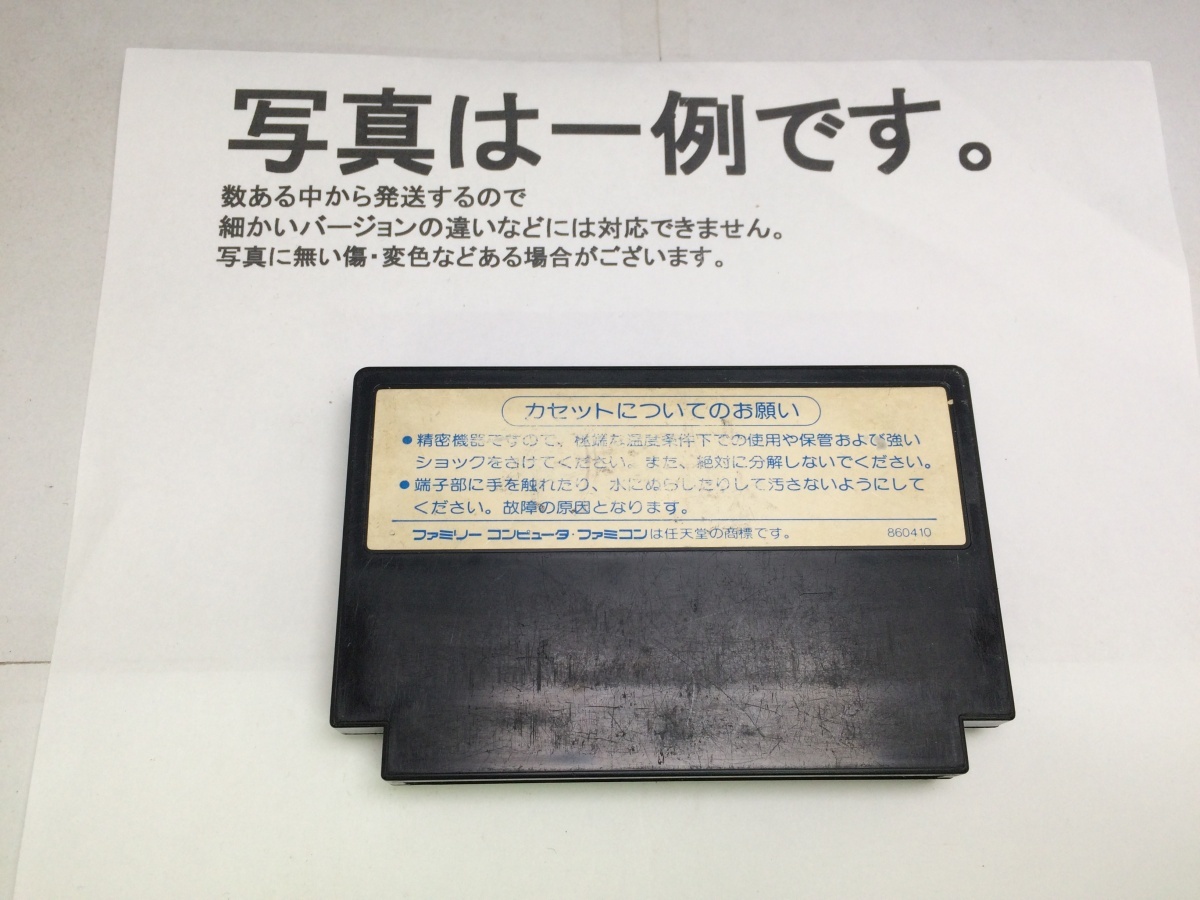 写真は一例です。
数ある中から発送するので
細かいバージョンの違いなどには対応できません。
写真に無い傷・変色などある場合がございます。
カセットについてのお願い
●精密機器ですので、極端な温度条件下での使用や保管および強い
ショックをさけてください。また、絶対に分解しないでください。
●端子部に手を触れたり、水にぬらしたりして汚さないようにして
ください。故障の原因となります。
ファミリー コンピュータ・ファミコンは任天堂の商標です。 860410